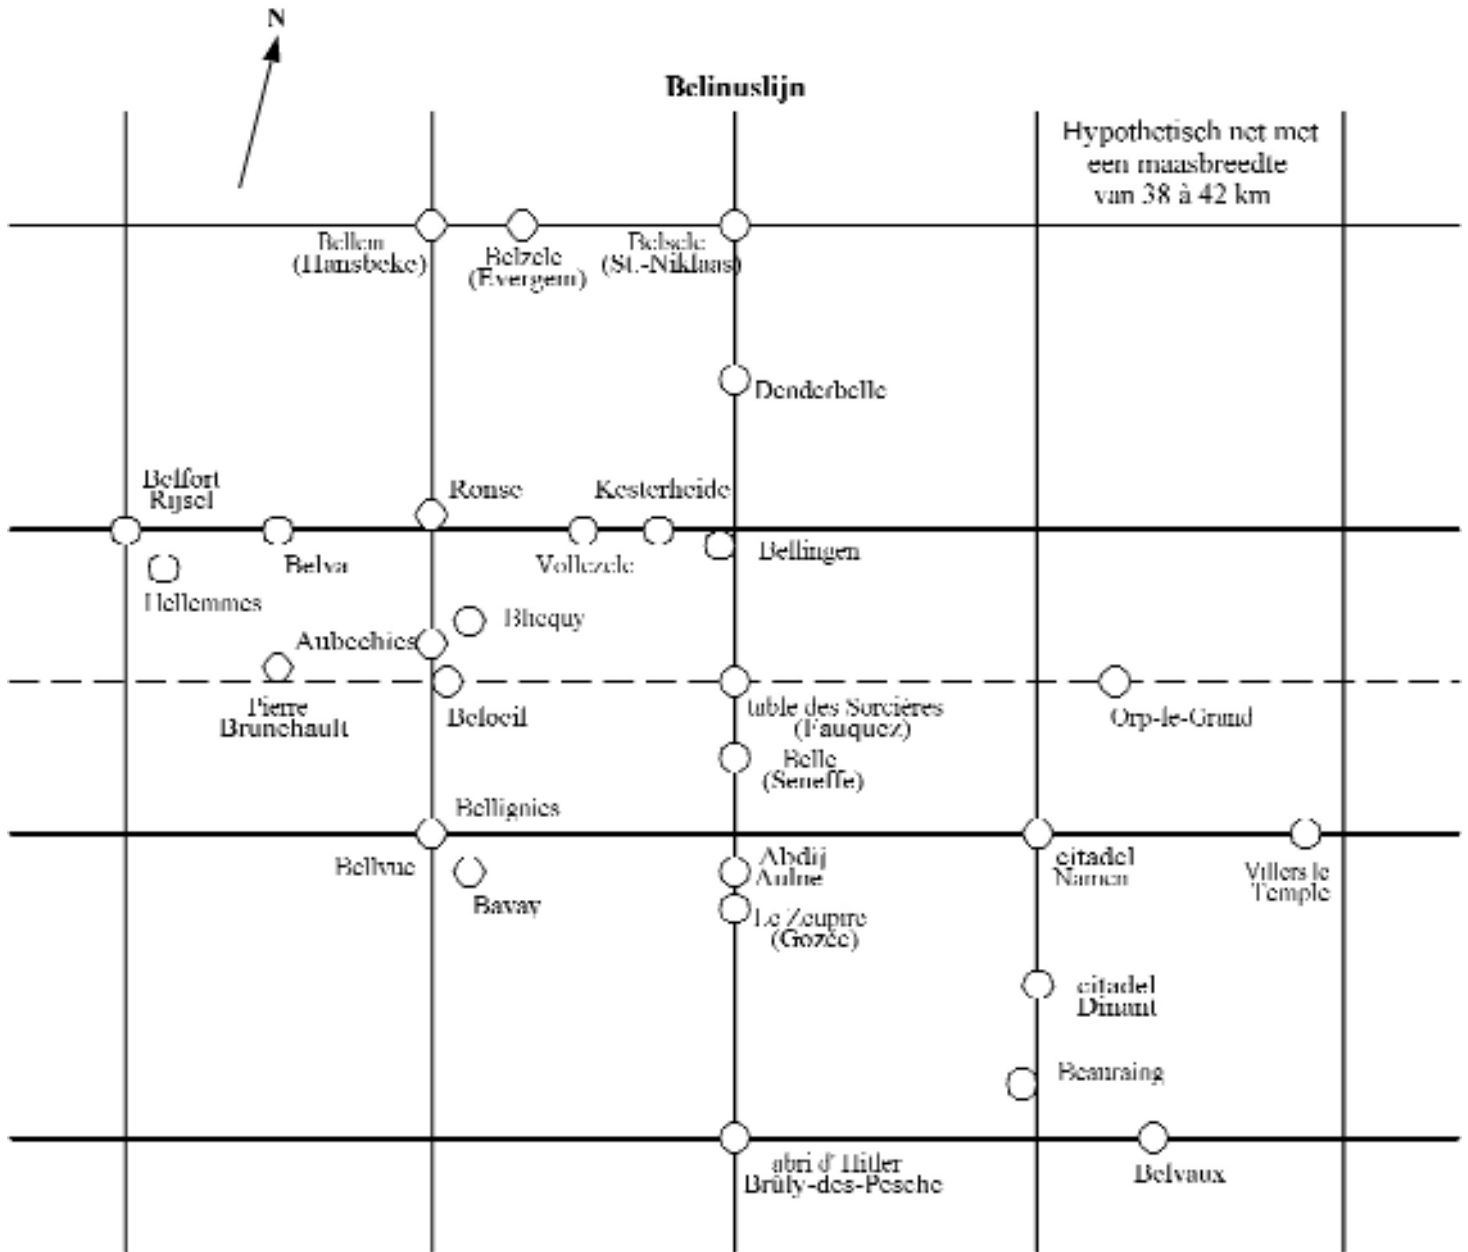 N
Belinuslijn
Hypothetisch net met
een maasbreedte
van 38 à 42 km
Bellem
(Hansbeke)
Belzele
(Evergem)
Belsele
(St.-Niklaas)
Denderbelle
Belfort
Rijsel
Ronse
Kesterheide
Hellemmes
Belva
Vollezele
Bellingen
Blicquy
Aubechies
Pierre
Brunehault
Beloeil
table des Sorcières
(Fauquez)
Orp-le-Grand
Belle
(Seneffe)
Bellignies
Bellvue
Bavay
Abdij
Aulne
Le Zeupire
(Gozée)
citadel
Namen
Villers le
Temple
citadel
Dinant
Beauraing
abri d' Hitler
Brûly-des-Pesche
Belvaux